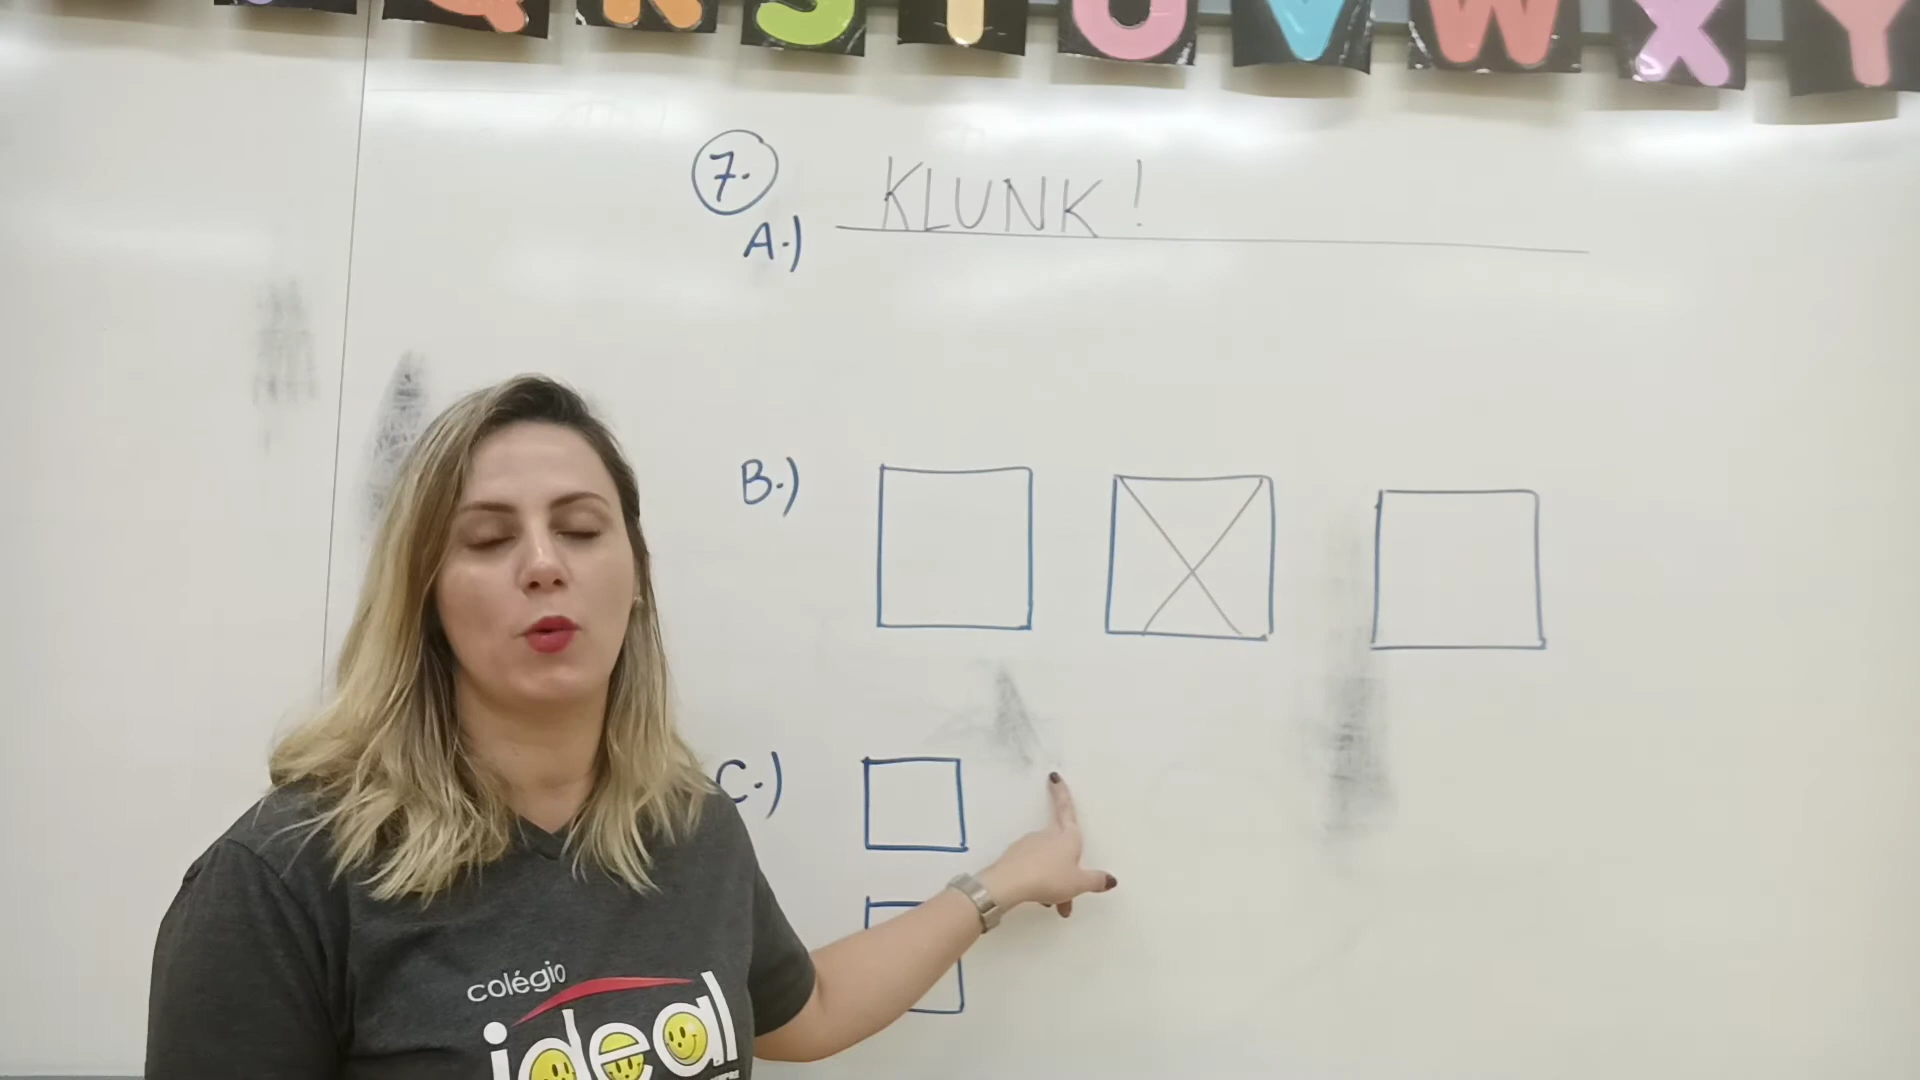 Q R S T U V W X Y
7.
A.) KLUNK!
B.)
C.)
colégio
ideal